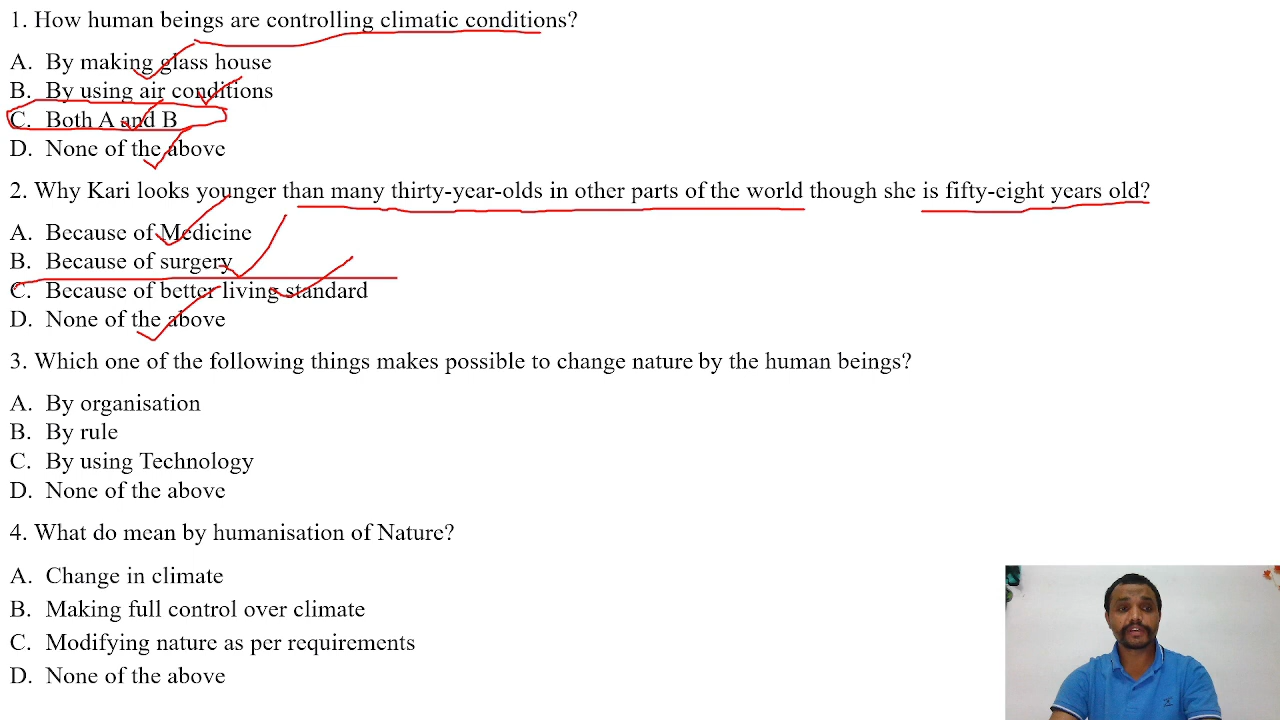 1. How human beings are controlling climatic conditions?
A. By making glass house
B. By using air conditions
C. Both A and B
D. None of the above
2. Why Kari looks younger than many thirty-year-olds in other parts of the world though she is fifty-eight years old?
A. Because of Medicine
B. Because of surgery
C. Because of better living standard
D. None of the above
3. Which one of the following things makes possible to change nature by the human beings?
A. By organisation
B. By rule
C. By using Technology
D. None of the above
4. What do mean by humanisation of Nature?
A. Change in climate
B. Making full control over climate
C. Modifying nature as per requirements
D. None of the above